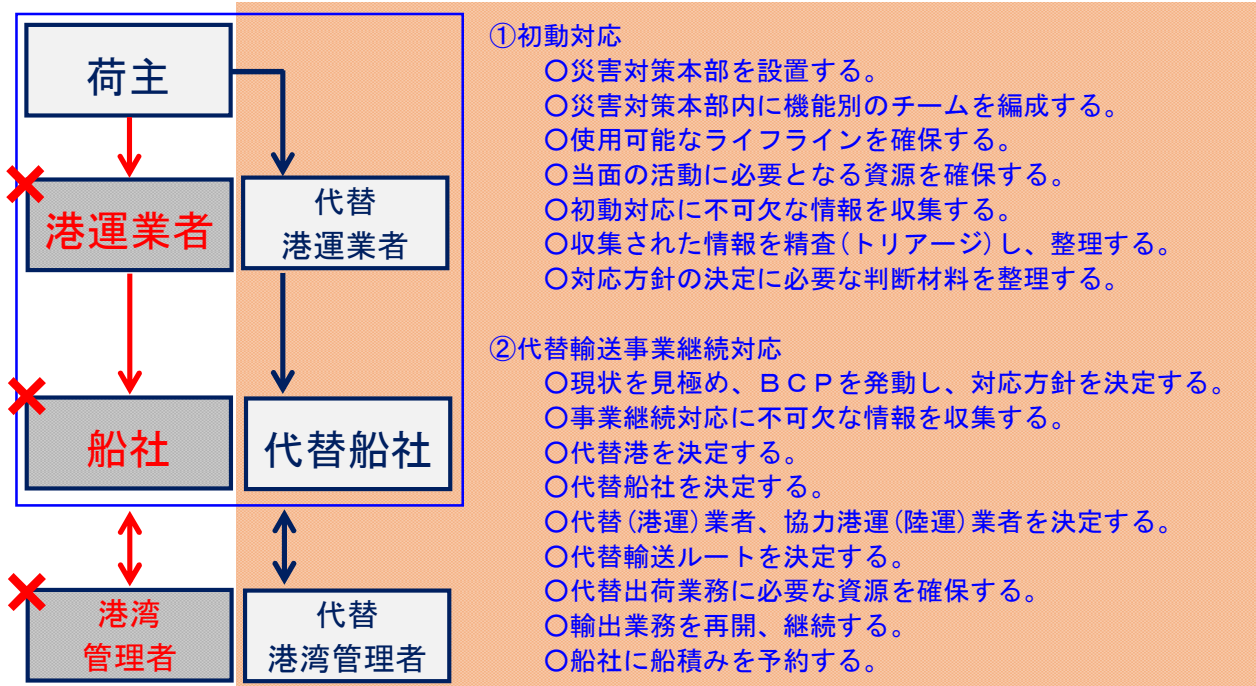 荷主
港運業者
船社
港湾
管理者
代替
港運業者
代替船社
代替
港湾管理者
①初動対応
〇災害対策本部を設置する。
〇災害対策本部内に機能別のチームを編成する。
〇使用可能なライフラインを確保する。
〇当面の活動に必要となる資源を確保する。
〇初動対応に不可欠な情報を収集する。
〇収集された情報を精査(トリアージ)し、整理する。
〇対応方針の決定に必要な判断材料を整理する。
②代替輸送事業継続対応
〇現状を見極め、ＢＣＰを発動し、対応方針を決定する。
〇事業継続対応に不可欠な情報を収集する。
〇代替港を決定する。
〇代替船社を決定する。
〇代替(港運)業者、協力港運(陸運)業者を決定する。
〇代替輸送ルートを決定する。
〇代替出荷業務に必要な資源を確保する。
〇輸出業務を再開、継続する。
〇船社に船積みを予約する。